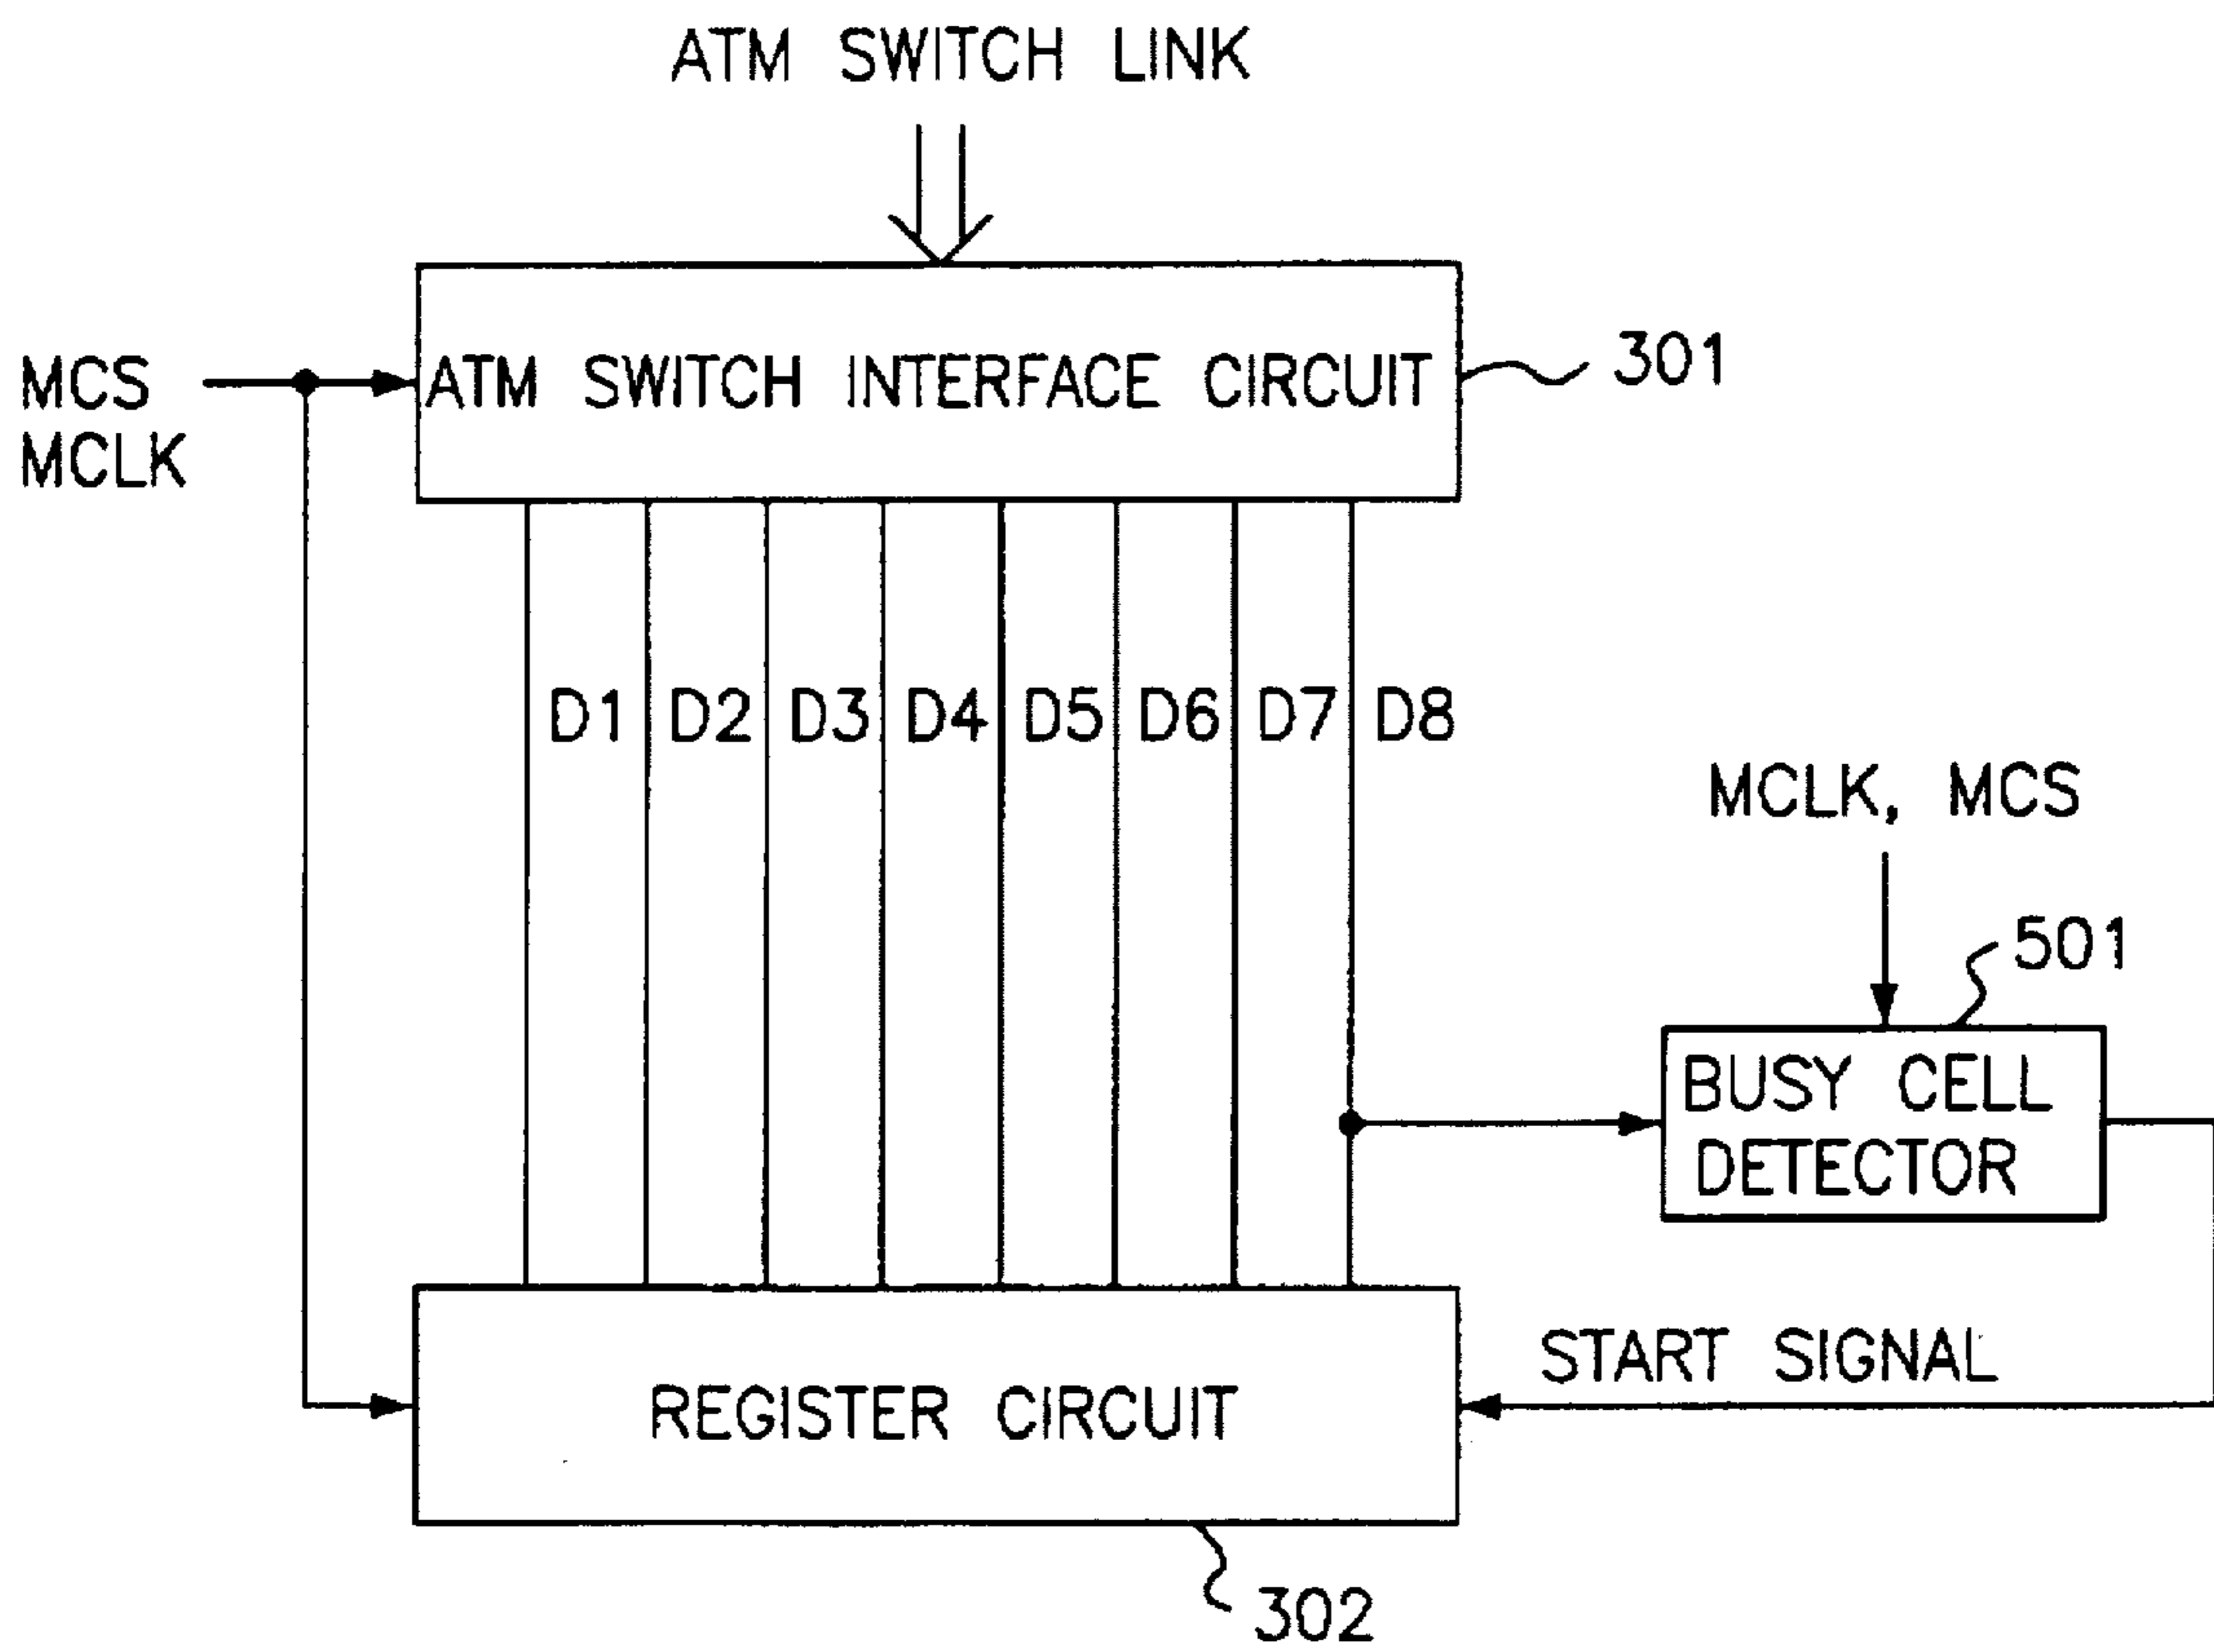 ATM SWITCH LINK
MCS
MCLK
ATM SWITCH INTERFACE CIRCUIT
301
D1 D2 D3 D4 D5 D6 D7 D8
MCLK, MCS
501
BUSY CELL
DETECTOR
START SIGNAL
REGISTER CIRCUIT
302